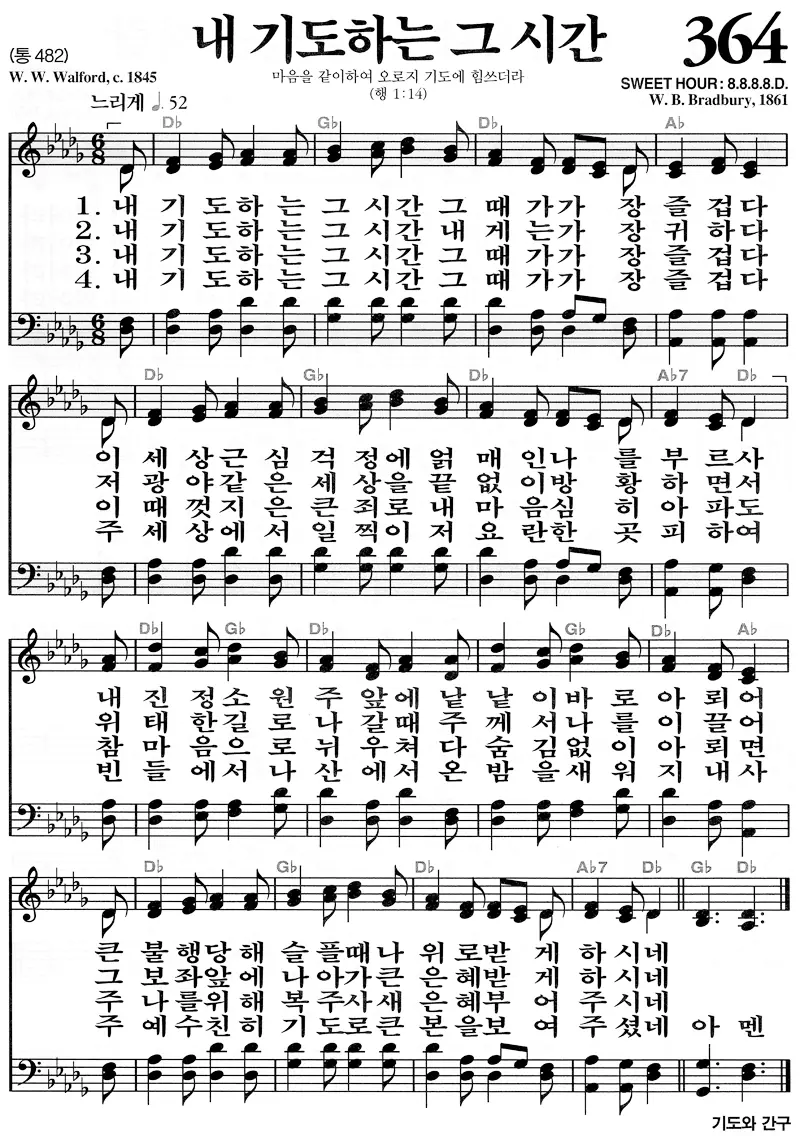 내 기도하는 그 시간 364
(통 482)
W. W. Walford, c. 1845 마음을 같이하여 오로지 기도에 힘쓰더라 SWEET HOUR : 8.8.8.8.D.
(행 1:14) W. B. Bradbury, 1861
느리게 ♩. 52
D♭ G♭ D♭ A♭
6 8
1. 내 기 도 하 는 그 시 간 그 때 가 가 장 즐 겁 다
2. 내 기 도 하 는 그 시 간 내 게 는 가 장 귀 하 다
3. 내 기 도 하 는 그 시 간 그 때 가 가 장 즐 겁 다
4. 내 기 도 하 는 그 시 간 그 때 가 가 장 즐 겁 다
6 8
D♭ G♭ D♭ A♭7 D♭
이 세 상 근 심 걱 정 에 얽 매 인 나 를 부 르 사
저 광 야 같 은 세 상 을 끝 없 이 방 황 하 면 서
이 때 껏 지 은 큰 죄 로 내 마 음 심 히 아 파 도
주 세 상 에 서 일 찍 이 저 요 란 한 곳 피 하 여
D♭ G♭ D♭ G♭ D♭ A♭
내 진 정 소 원 주 앞 에 낱 낱 이 바 로 아 뢰 어
위 태 한 길 로 나 갈 때 주 께 서 나 를 이 끌 어
참 마 음 으 로 뉘 우 쳐 다 숨 김 없 이 아 뢰 면
빈 들 에 서 나 산 에 서 온 밤 을 새 워 지 내 사
D♭ G♭ D♭ A♭7 D♭ G♭ D♭
큰 불 행 당 해 슬 플 때 나 위 로 받 게 하 시 네
그 보 좌 앞 에 나 아 가 큰 은 혜 받 게 하 시 네
주 나 를 위 해 복 주 사 새 은 혜 부 어 주 시 네
주 예 수 친 히 기 도 로 큰 본 을 보 여 주 셨 네 아 멘
기도와 간구